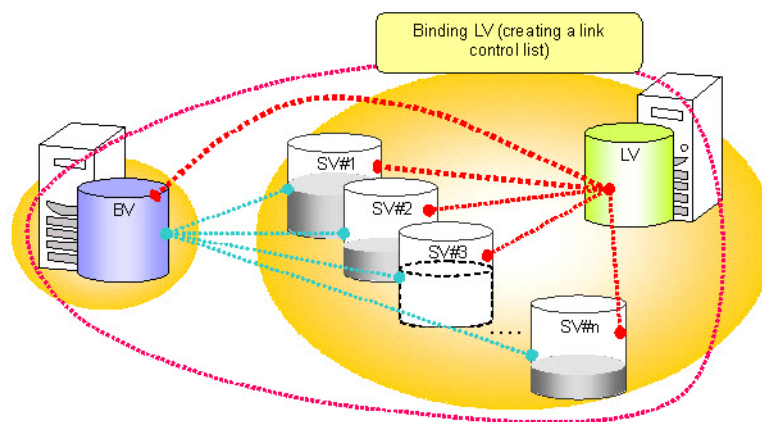 Binding LV (creating a link
control list)
SV#1
LV
SV#2
BV
SV#3
....
SV#n